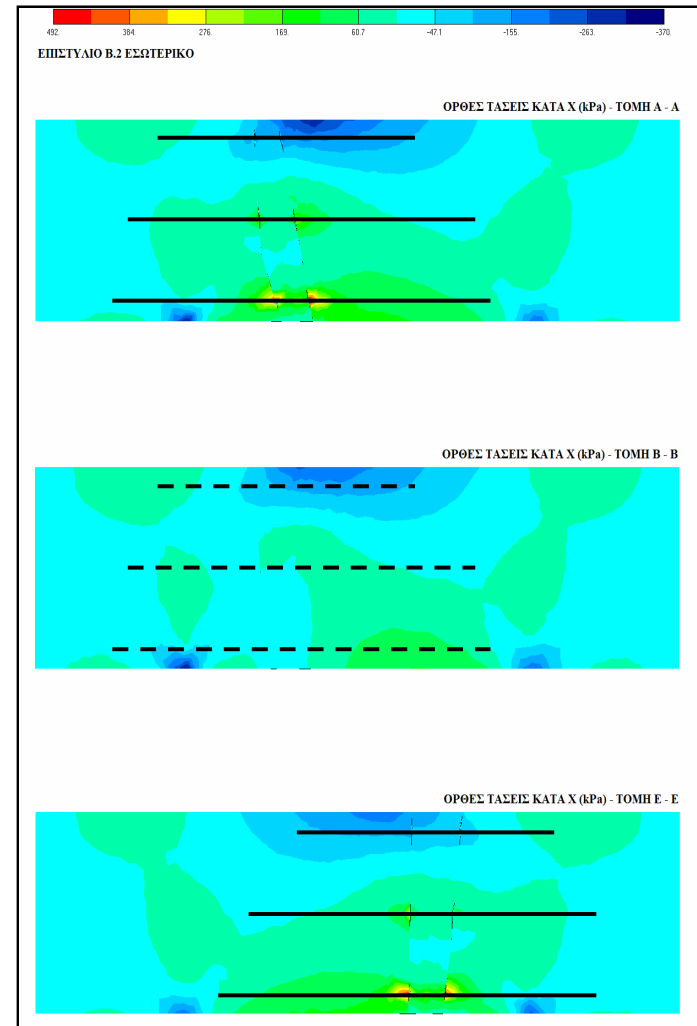 492. 384 276. 169. 60.7 -47.1 -155. -263. -370.
ΕΠΙΣΤΥΛΙΟ Β.2 ΕΣΩΤΕΡΙΚΟ
ΟΡΘΕΣ ΤΑΣΕΙΣ ΚΑΤΑ Χ (kPa) - ΤΟΜΗ Α - Α
ΟΡΘΕΣ ΤΑΣΕΙΣ ΚΑΤΑ Χ (kPa) - ΤΟΜΗ Β - Β
ΟΡΘΕΣ ΤΑΣΕΙΣ ΚΑΤΑ Χ (kPa) - ΤΟΜΗ Ε - Ε